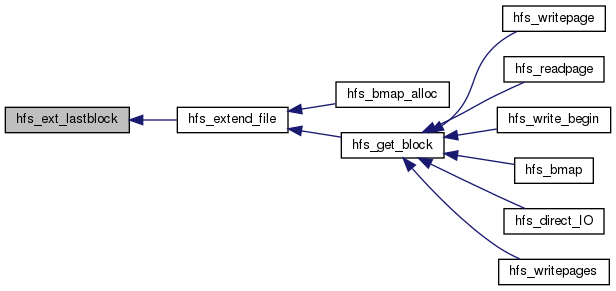 hfs_ext_lastblock
hfs_extend_file
hfs_bmap_alloc
hfs_get_block
hfs_writepage
hfs_readpage
hfs_write_begin
hfs_bmap
hfs_direct_IO
hfs_writepages